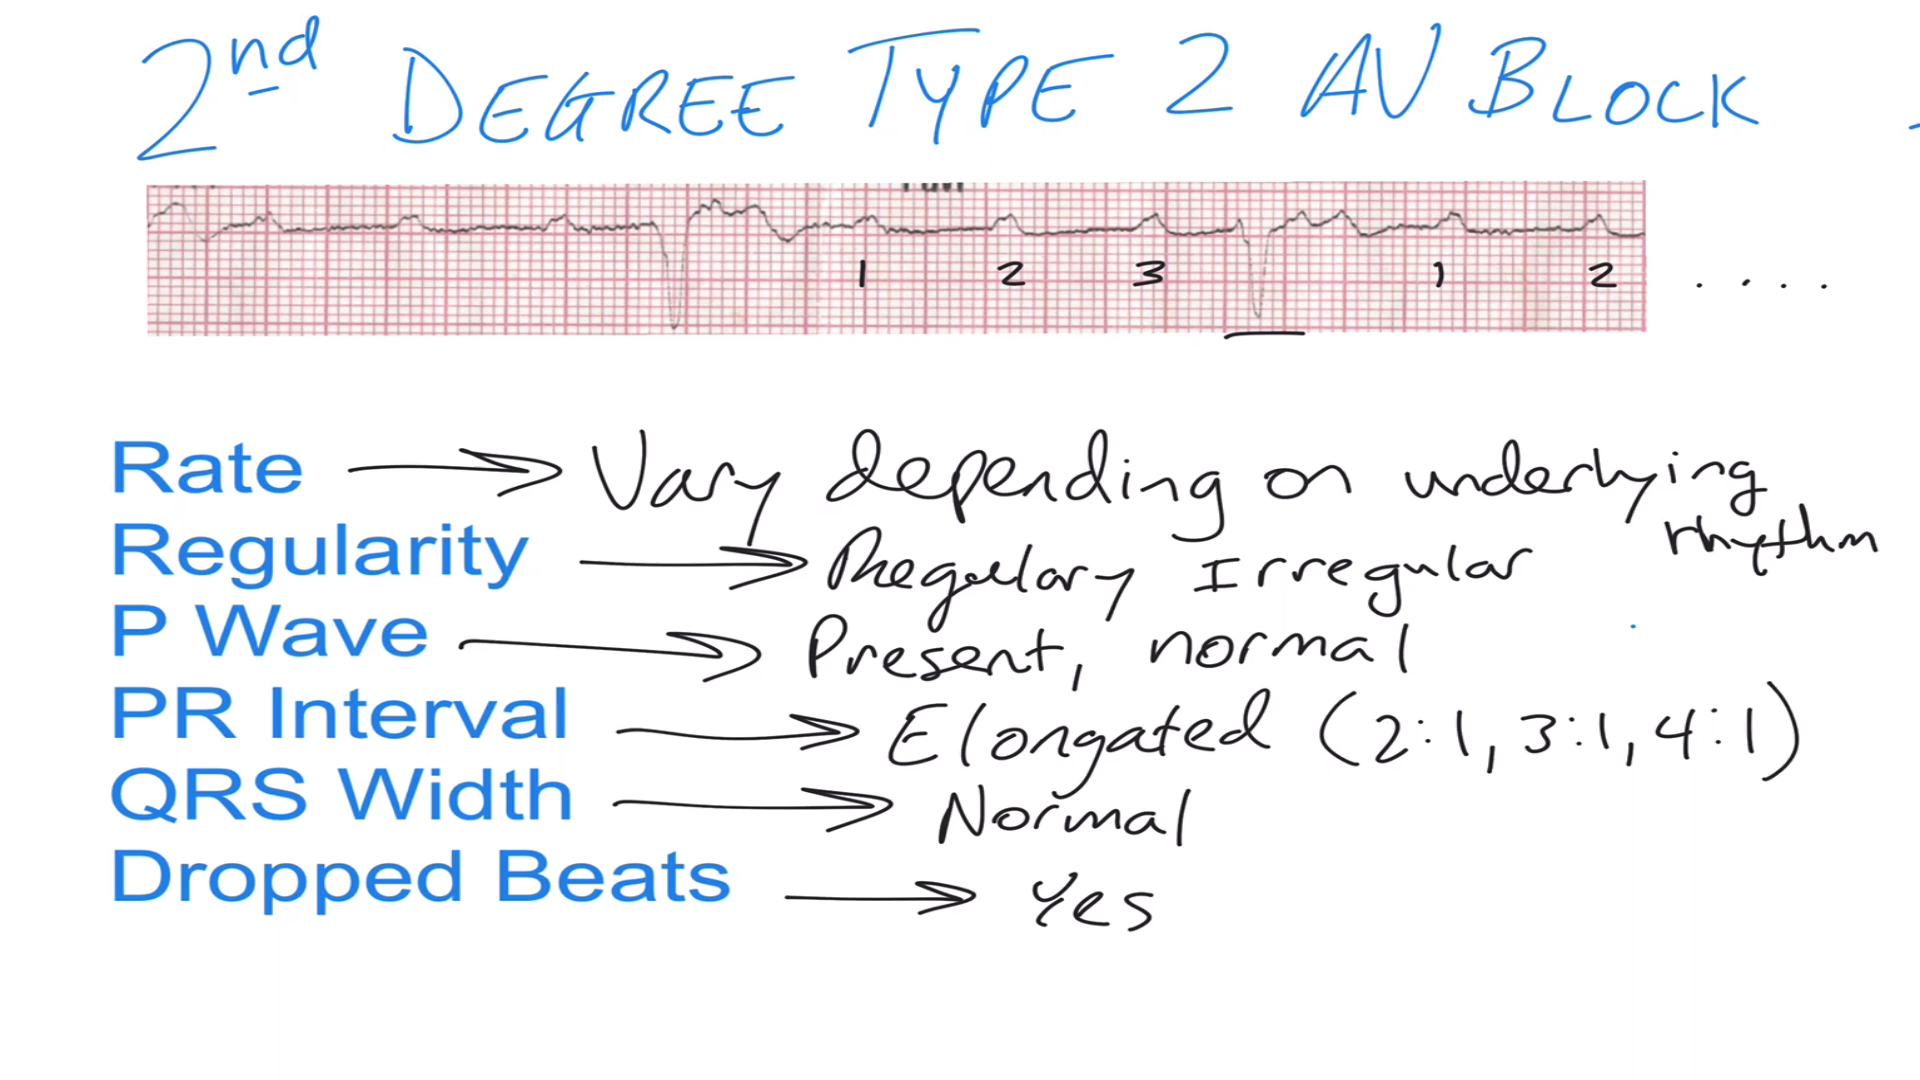 2nd DEGREE TYPE 2 AV BLOCK
1 2 3 1 2 ....
Rate → Vary depending on underlying
rhythm
Regularity → Regulary Irregular
P Wave → Present, normal
PR Interval → Elongated (2:1, 3:1, 4:1)
QRS Width → Normal
Dropped Beats → Yes